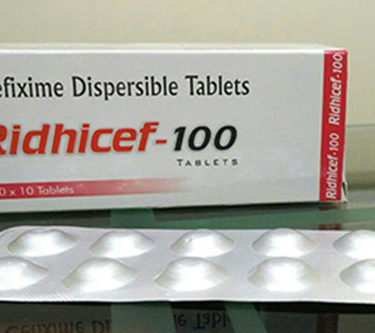 efixime Dispersible Tablets
Ridhicef-100
TABLETS
0 x 10 Tablets
Ridhicef-100 Ridhicef-100